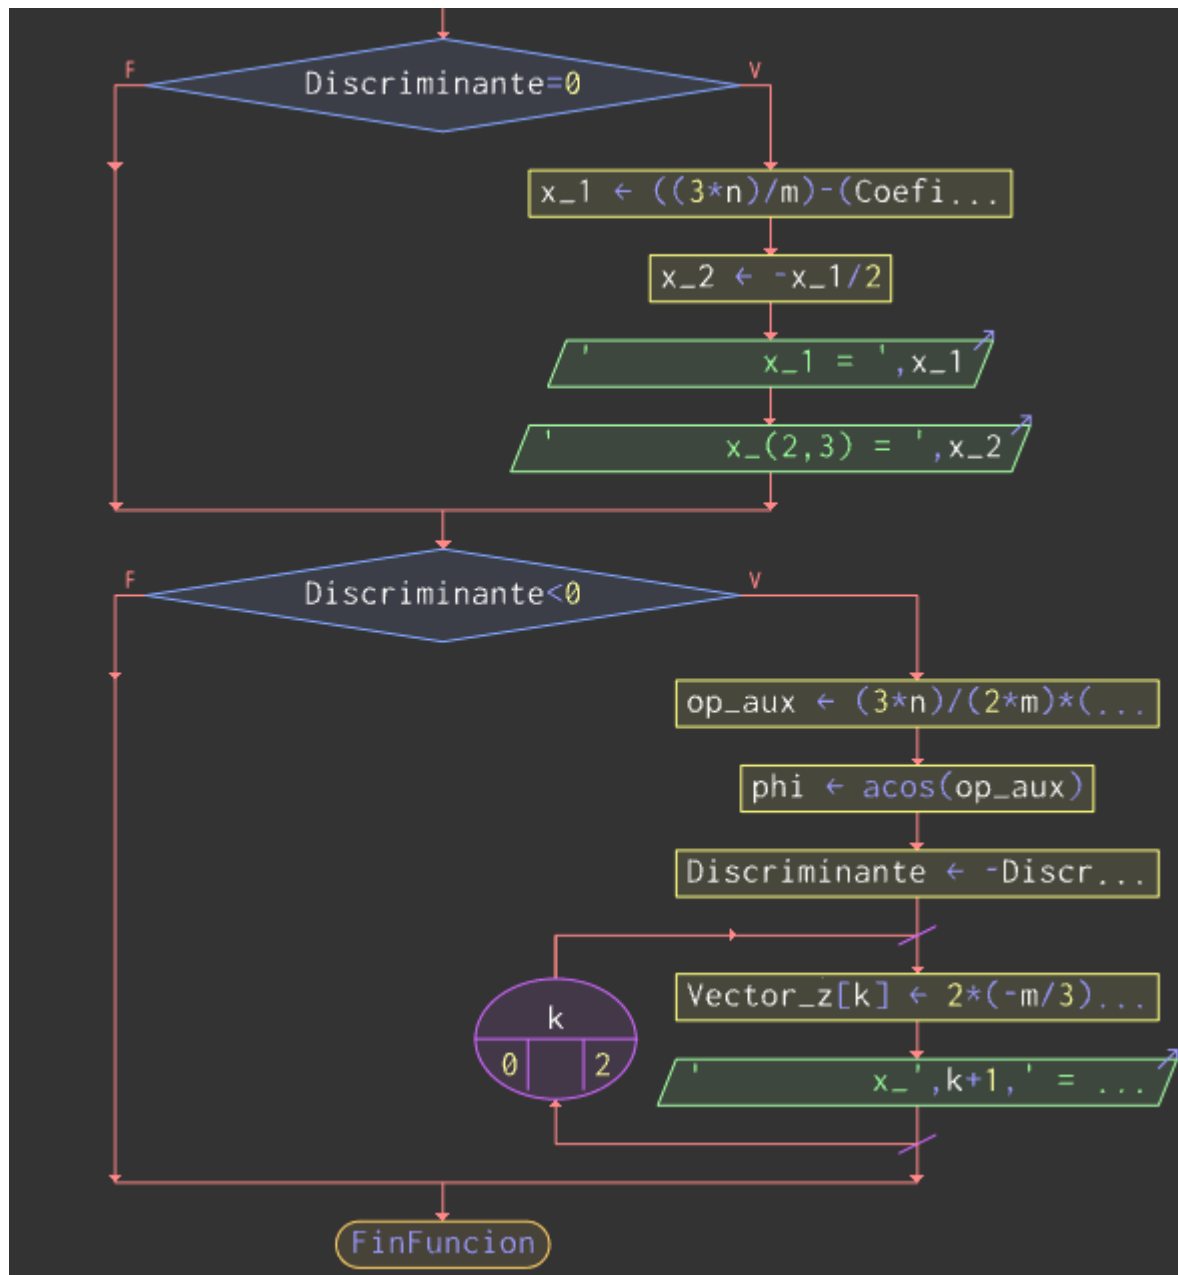 Discriminante=0
F
V
x_1 ← ((3*n)/m)-(Coefi...
x_2 ← -x_1/2
'        x_1 = ',x_1
'        x_(2,3) = ',x_2
Discriminante<0
F
V
op_aux ← (3*n)/(2*m)*(...
phi ← acos(op_aux)
Discriminante ← -Discr...
Vector_z[k] ← 2*(-m/3)...
k
0 2
'        x_',k+1,' = ...
FinFuncion